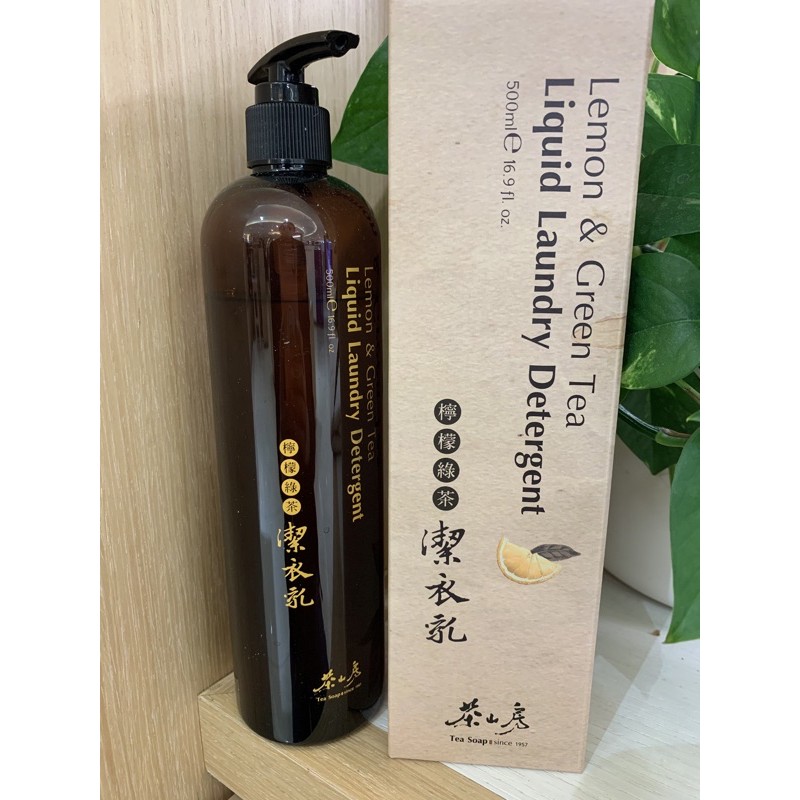 Lemon & Green Tea
Liquid Laundry Detergent
500ml℮ 16.9 fl. oz.
檸檬綠茶
潔衣乳
茶山房
Tea Soap since 1957
Lemon & Green Tea
Liquid Laundry Detergent
500ml℮ 16.9 fl. oz.
檸檬綠茶
潔衣乳
茶山房
Tea Soap since